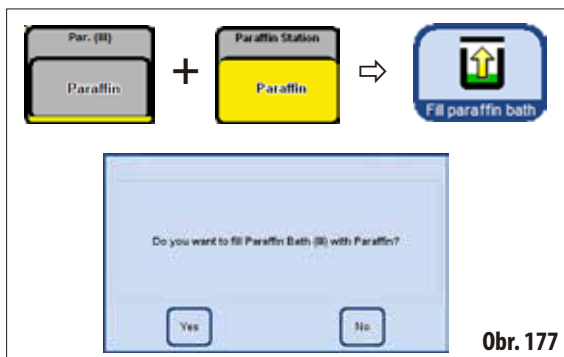 Par. (III)
Paraffin
+
Paraffin Station
Paraffin
⇨
Fill paraffin bath
Do you want to fill Paraffin Bath (III) with Paraffin?
Yes
No
Obr. 177